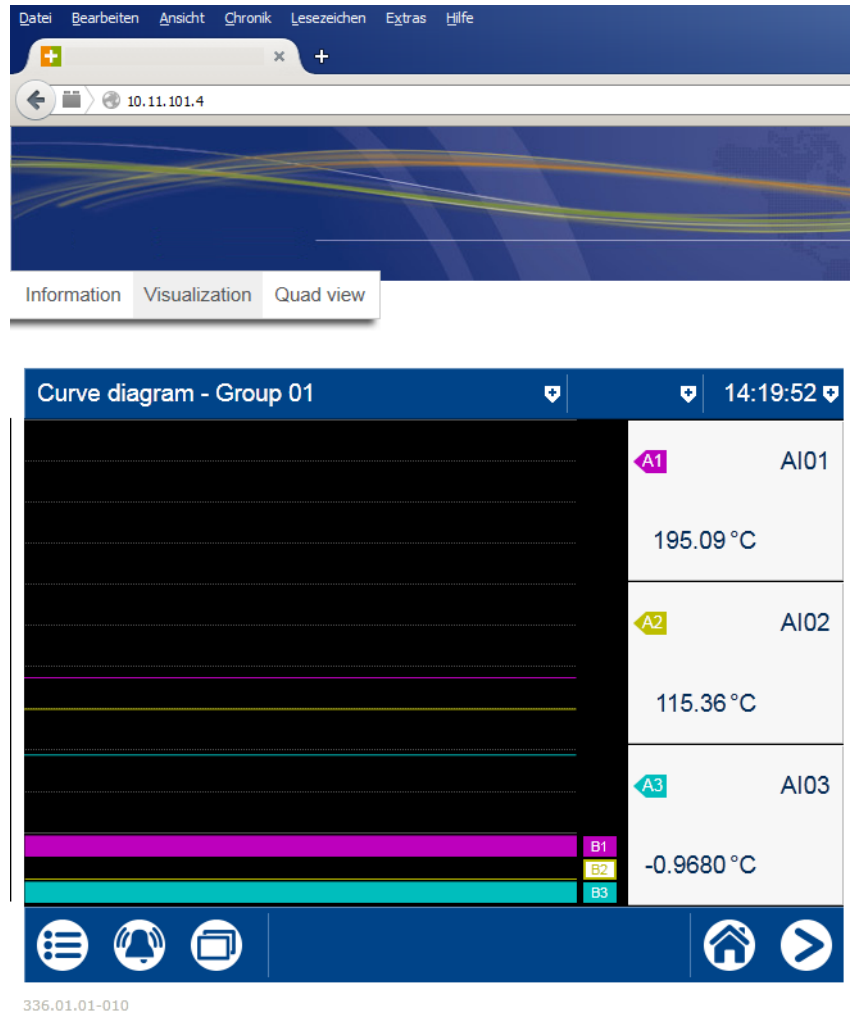 Datei Bearbeiten Ansicht Chronik Lesezeichen Extras Hilfe
10.11.101.4
Information Visualization Quad view
Curve diagram - Group 01 14:19:52
A1 AI01
195.09 °C
A2 AI02
115.36 °C
A3 AI03
-0.9680 °C
B1
B2
B3
336.01.01-010